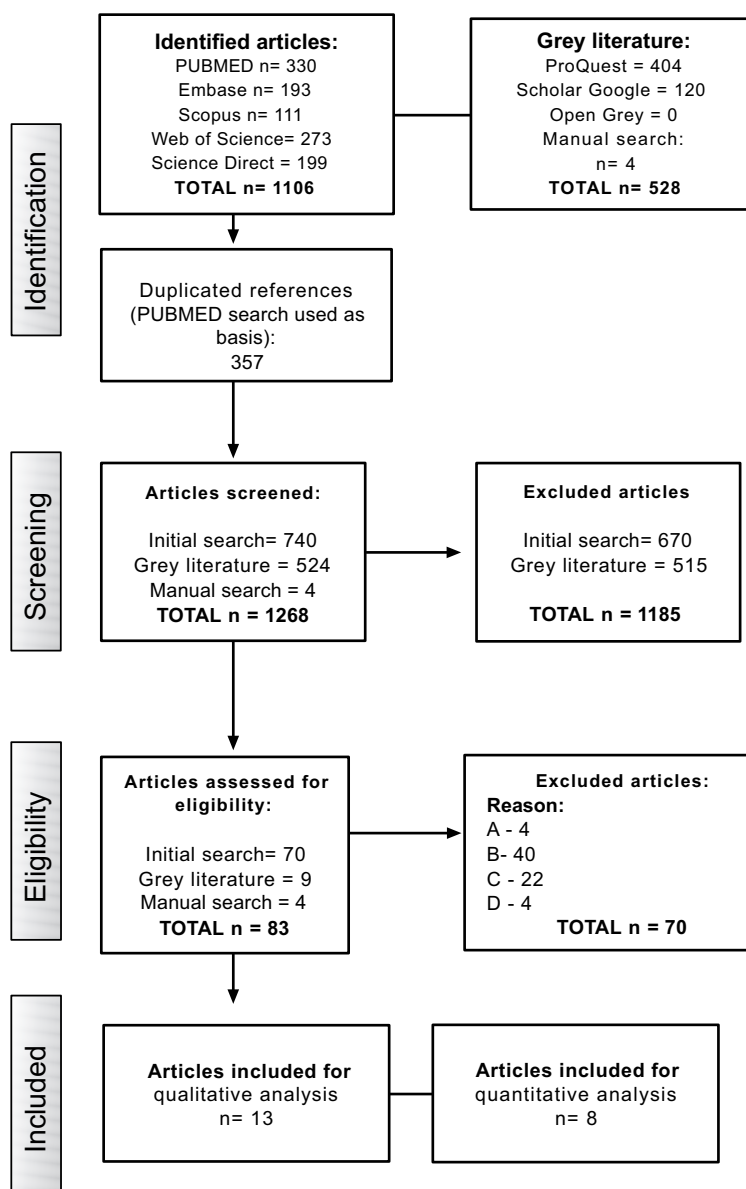 Identification
Identified articles:
PUBMED n= 330
Embase n= 193
Scopus n= 111
Web of Science= 273
Science Direct = 199
TOTAL n= 1106
Grey literature:
ProQuest = 404
Scholar Google = 120
Open Grey = 0
Manual search:
n= 4
TOTAL n= 528
Duplicated references
(PUBMED search used as
basis):
357
Screening
Articles screened:
Initial search= 740
Grey literature = 524
Manual search = 4
TOTAL n = 1268
Excluded articles
Initial search= 670
Grey literature = 515
TOTAL n = 1185
Eligibility
Articles assessed for
eligibility:
Initial search= 70
Grey literature = 9
Manual search = 4
TOTAL n = 83
Excluded articles:
Reason:
A - 4
B- 40
C - 22
D - 4
TOTAL n = 70
Included
Articles included for
qualitative analysis
n= 13
Articles included for
quantitative analysis
n= 8